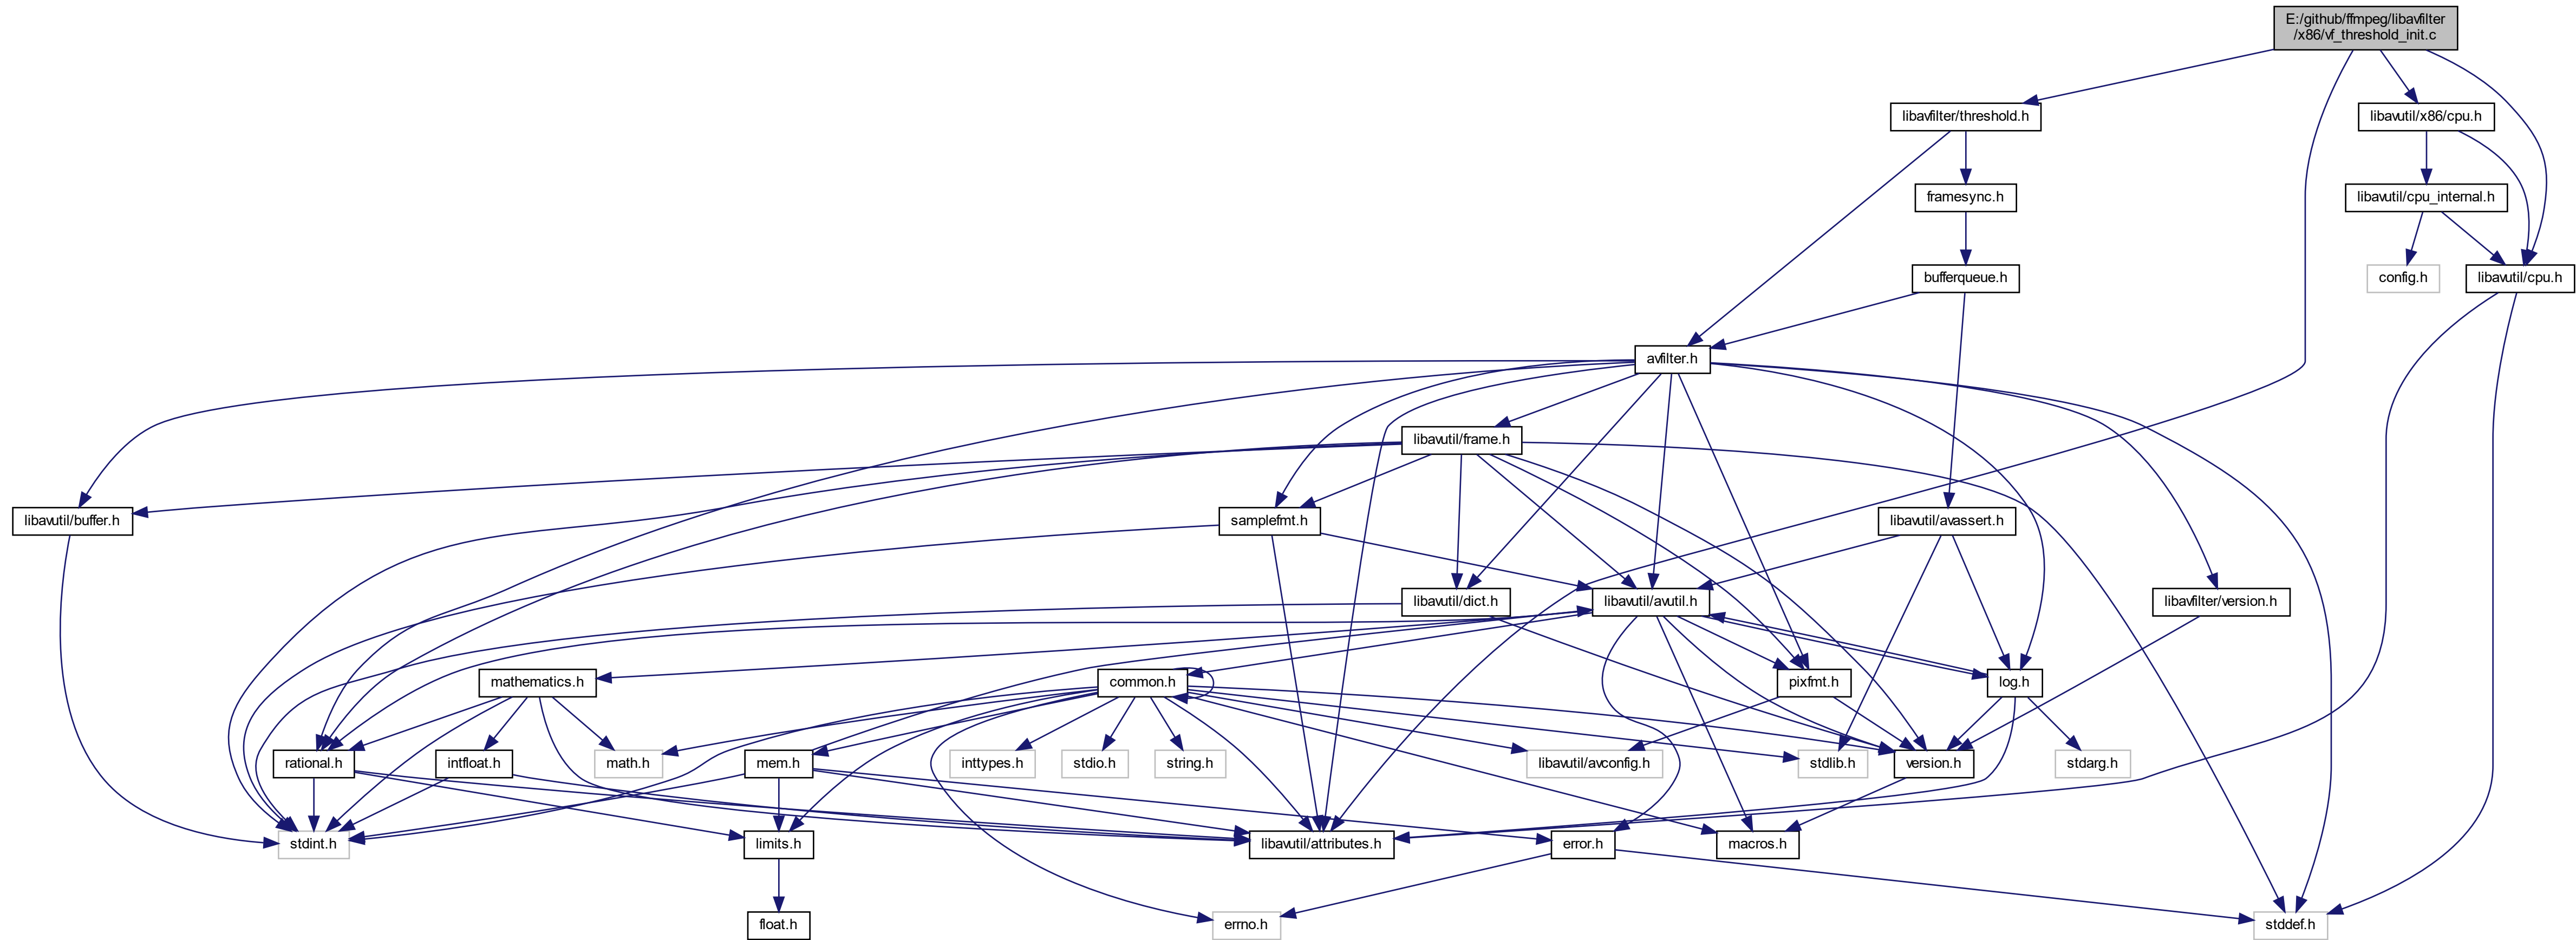 E:/github/ffmpeg/libavfilter
/x86/vf_threshold_init.c
libavfilter/threshold.h
libavutil/x86/cpu.h
framesync.h
libavutil/cpu_internal.h
bufferqueue.h
config.h
libavutil/cpu.h
avfilter.h
libavutil/frame.h
libavutil/buffer.h
samplefmt.h
libavutil/avassert.h
libavutil/dict.h
libavutil/avutil.h
libavfilter/version.h
mathematics.h
common.h
pixfmt.h
log.h
rational.h
intfloat.h
math.h
mem.h
inttypes.h
stdio.h
string.h
libavutil/avconfig.h
stdlib.h
version.h
stdarg.h
stdint.h
limits.h
libavutil/attributes.h
error.h
macros.h
float.h
errno.h
stddef.h